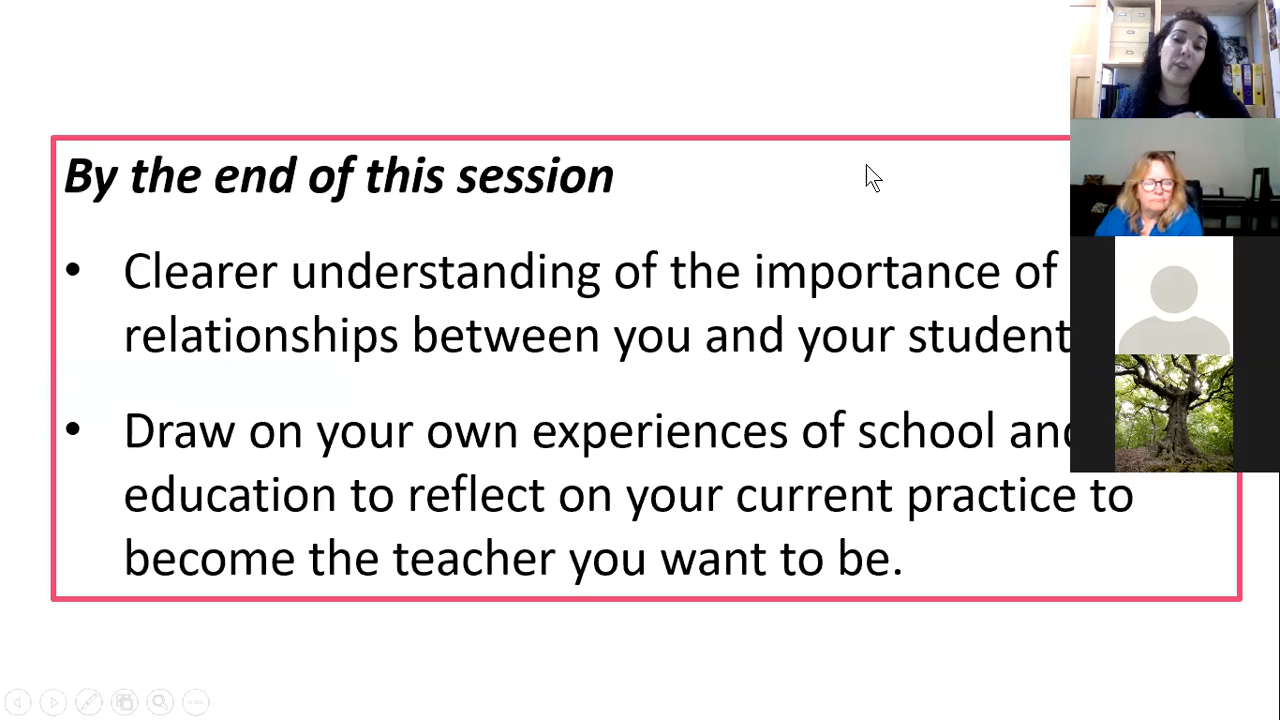 By the end of this session
• Clearer understanding of the importance of
relationships between you and your student
• Draw on your own experiences of school and
education to reflect on your current practice to
become the teacher you want to be.